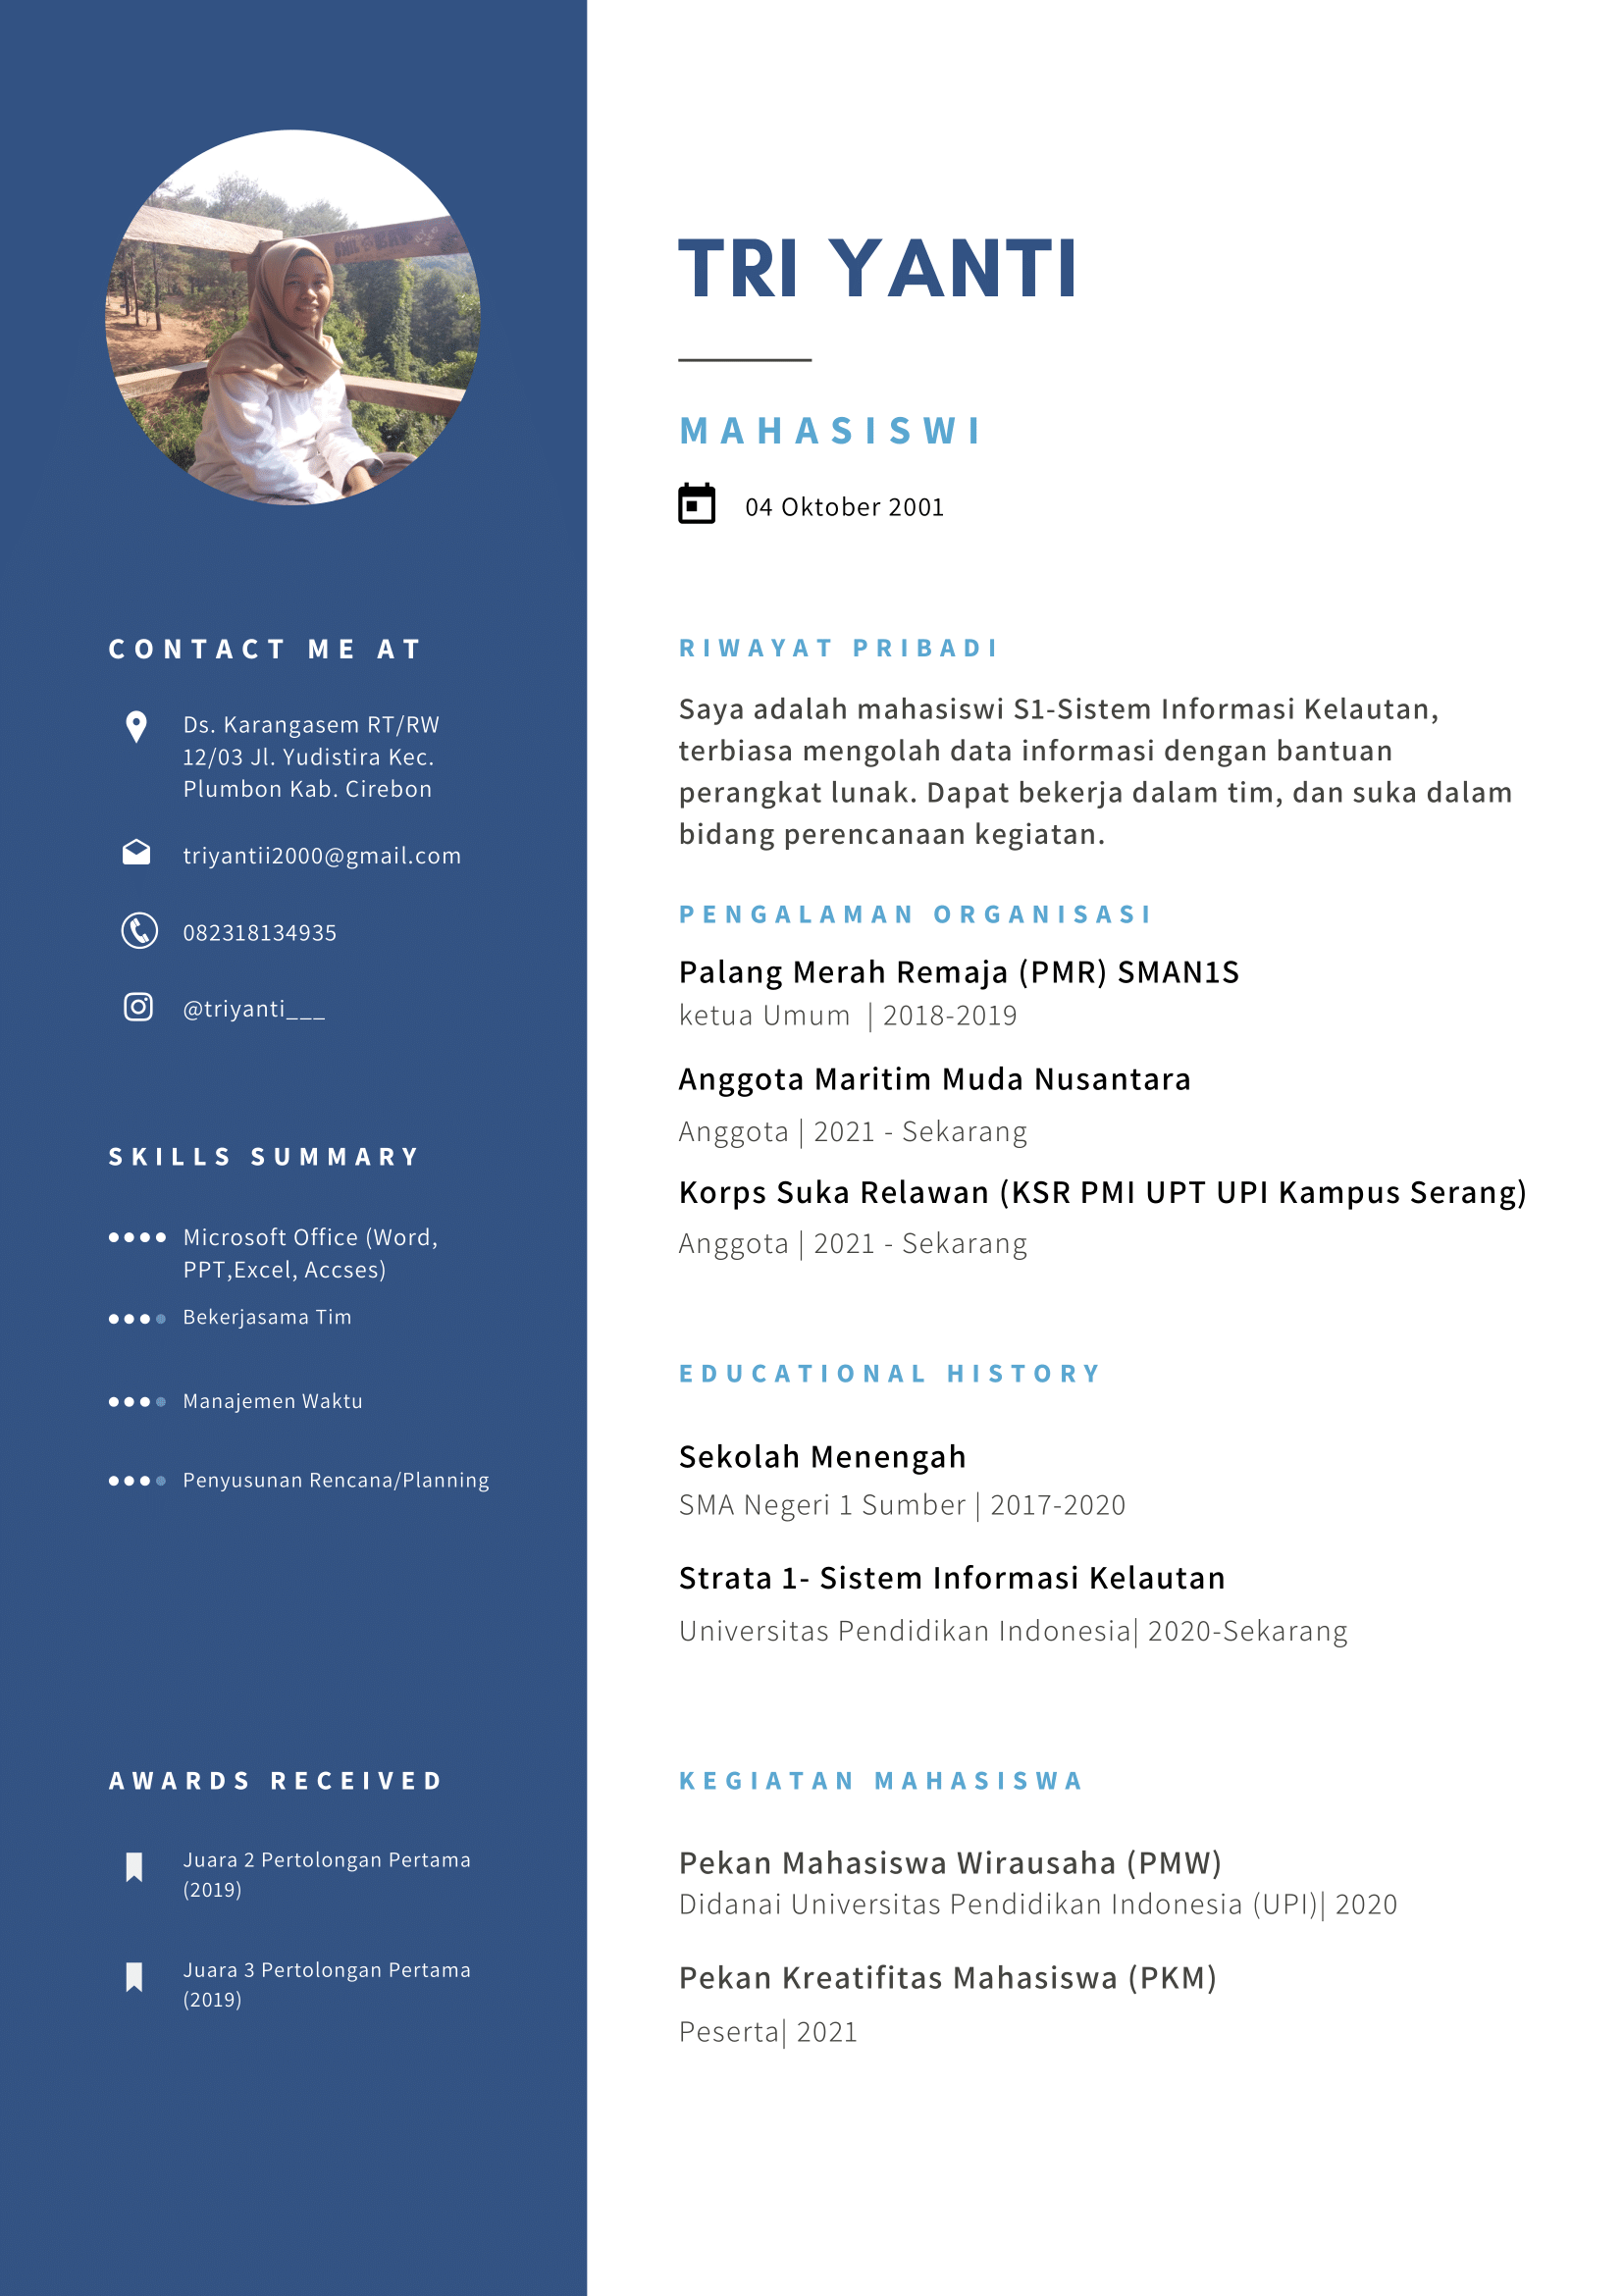 TRI YANTI
MAHASISWI
04 Oktober 2001
CONTACT ME AT
Ds. Karangasem RT/RW
12/03 Jl. Yudistira Kec.
Plumbon Kab. Cirebon
triyantii2000@gmail.com
082318134935
@triyanti___
SKILLS SUMMARY
Microsoft Office (Word,
PPT,Excel, Accses)
Bekerjasama Tim
Manajemen Waktu
Penyusunan Rencana/Planning
AWARDS RECEIVED
Juara 2 Pertolongan Pertama
(2019)
Juara 3 Pertolongan Pertama
(2019)
RIWAYAT PRIBADI
Saya adalah mahasiswi S1-Sistem Informasi Kelautan,
terbiasa mengolah data informasi dengan bantuan
perangkat lunak. Dapat bekerja dalam tim, dan suka dalam
bidang perencanaan kegiatan.
PENGALAMAN ORGANISASI
Palang Merah Remaja (PMR) SMAN1S
ketua Umum | 2018-2019
Anggota Maritim Muda Nusantara
Anggota | 2021 - Sekarang
Korps Suka Relawan (KSR PMI UPT UPI Kampus Serang)
Anggota | 2021 - Sekarang
EDUCATIONAL HISTORY
Sekolah Menengah
SMA Negeri 1 Sumber | 2017-2020
Strata 1- Sistem Informasi Kelautan
Universitas Pendidikan Indonesia| 2020-Sekarang
KEGIATAN MAHASISWA
Pekan Mahasiswa Wirausaha (PMW)
Didanai Universitas Pendidikan Indonesia (UPI)| 2020
Pekan Kreatifitas Mahasiswa (PKM)
Peserta| 2021